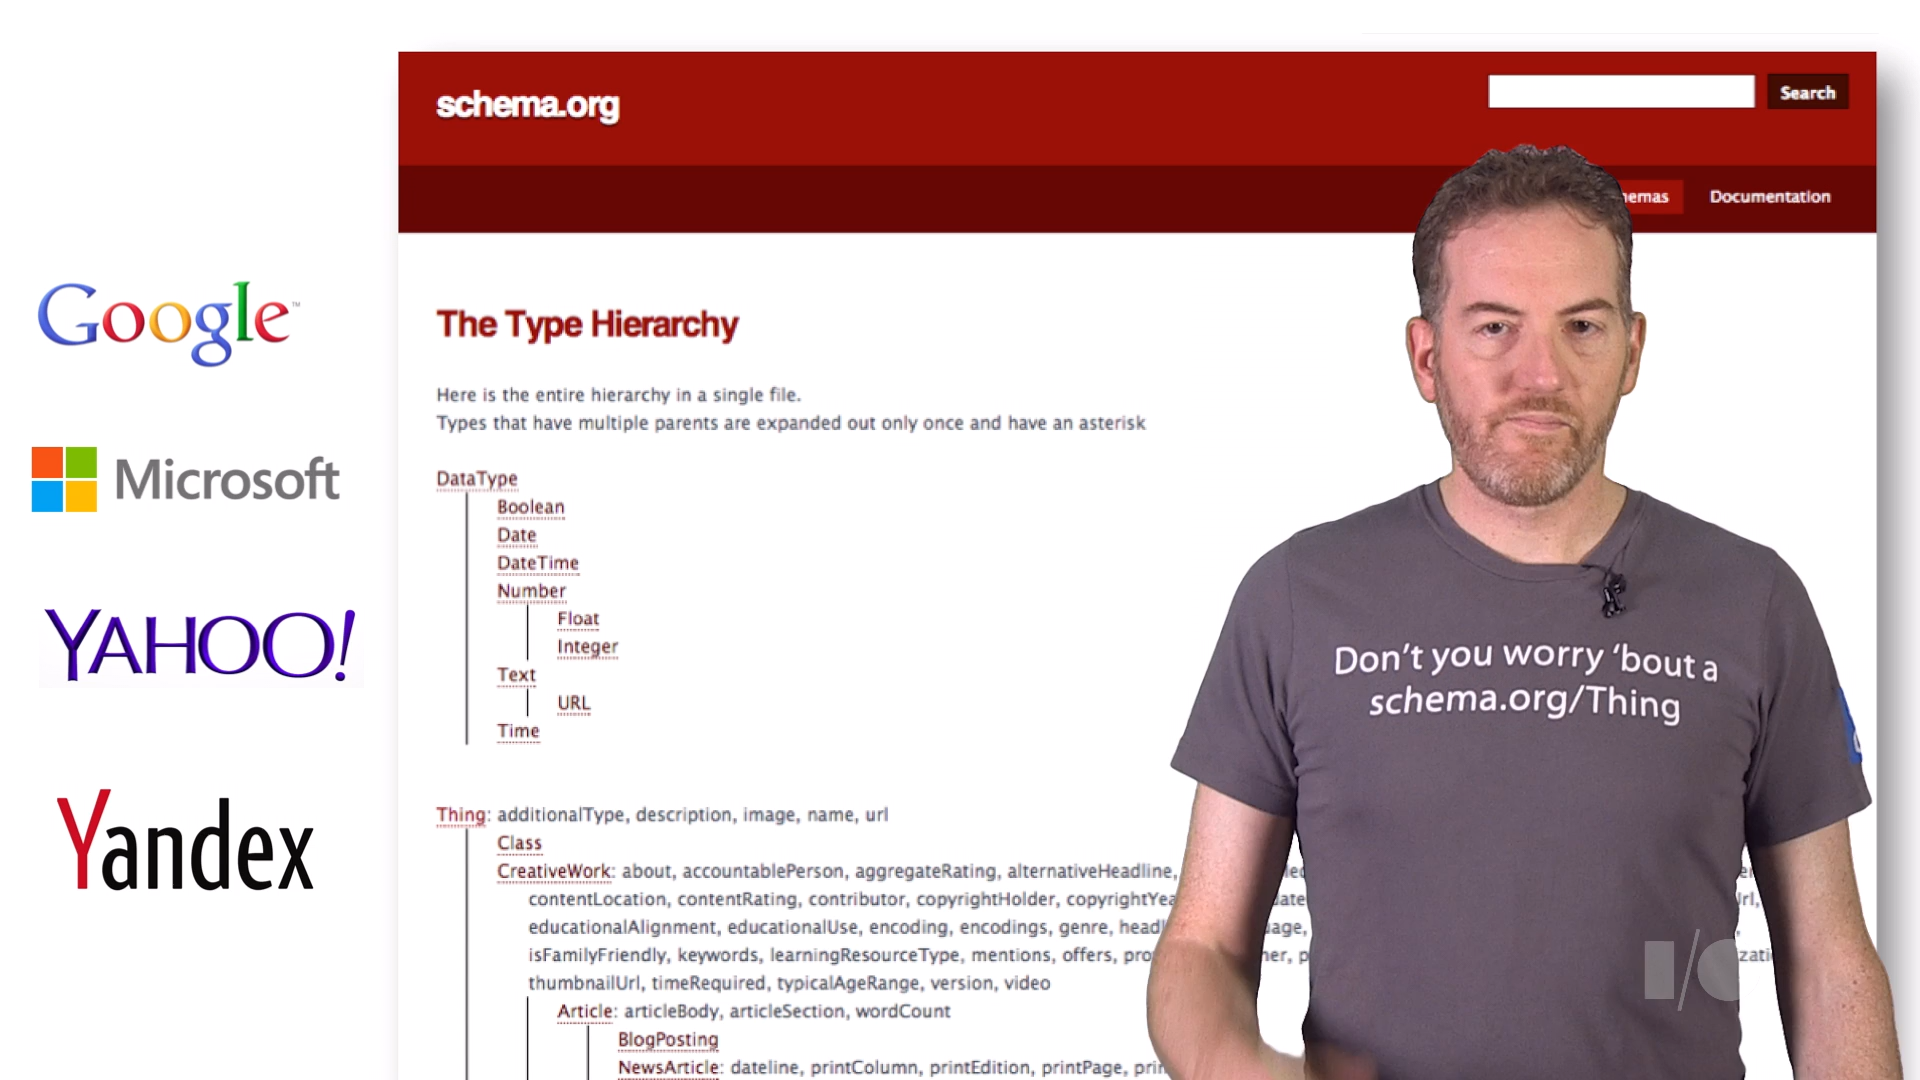 schema.org
Search
Documentation
Google™
Microsoft
YAHOO!
Yandex
The Type Hierarchy
Here is the entire hierarchy in a single file.
Types that have multiple parents are expanded out only once and have an asterisk
DataType
Boolean
Date
DateTime
Number
Float
Integer
Text
URL
Time
Thing: additionalType, description, image, name, url
Class
CreativeWork: about, accountablePerson, aggregateRating, alternativeHeadline,
contentLocation, contentRating, contributor, copyrightHolder,
educationalAlignment, educationalUse, encoding, encodings, genre,
isFamilyFriendly, keywords, learningResourceType, mentions, offers,
thumbnailUrl, timeRequired, typicalAgeRange, version, video
Article: articleBody, articleSection, wordCount
BlogPosting
NewsArticle: dateline, printColumn, printEdition, printPage,
Don't you worry 'bout a
schema.org/Thing
I/O